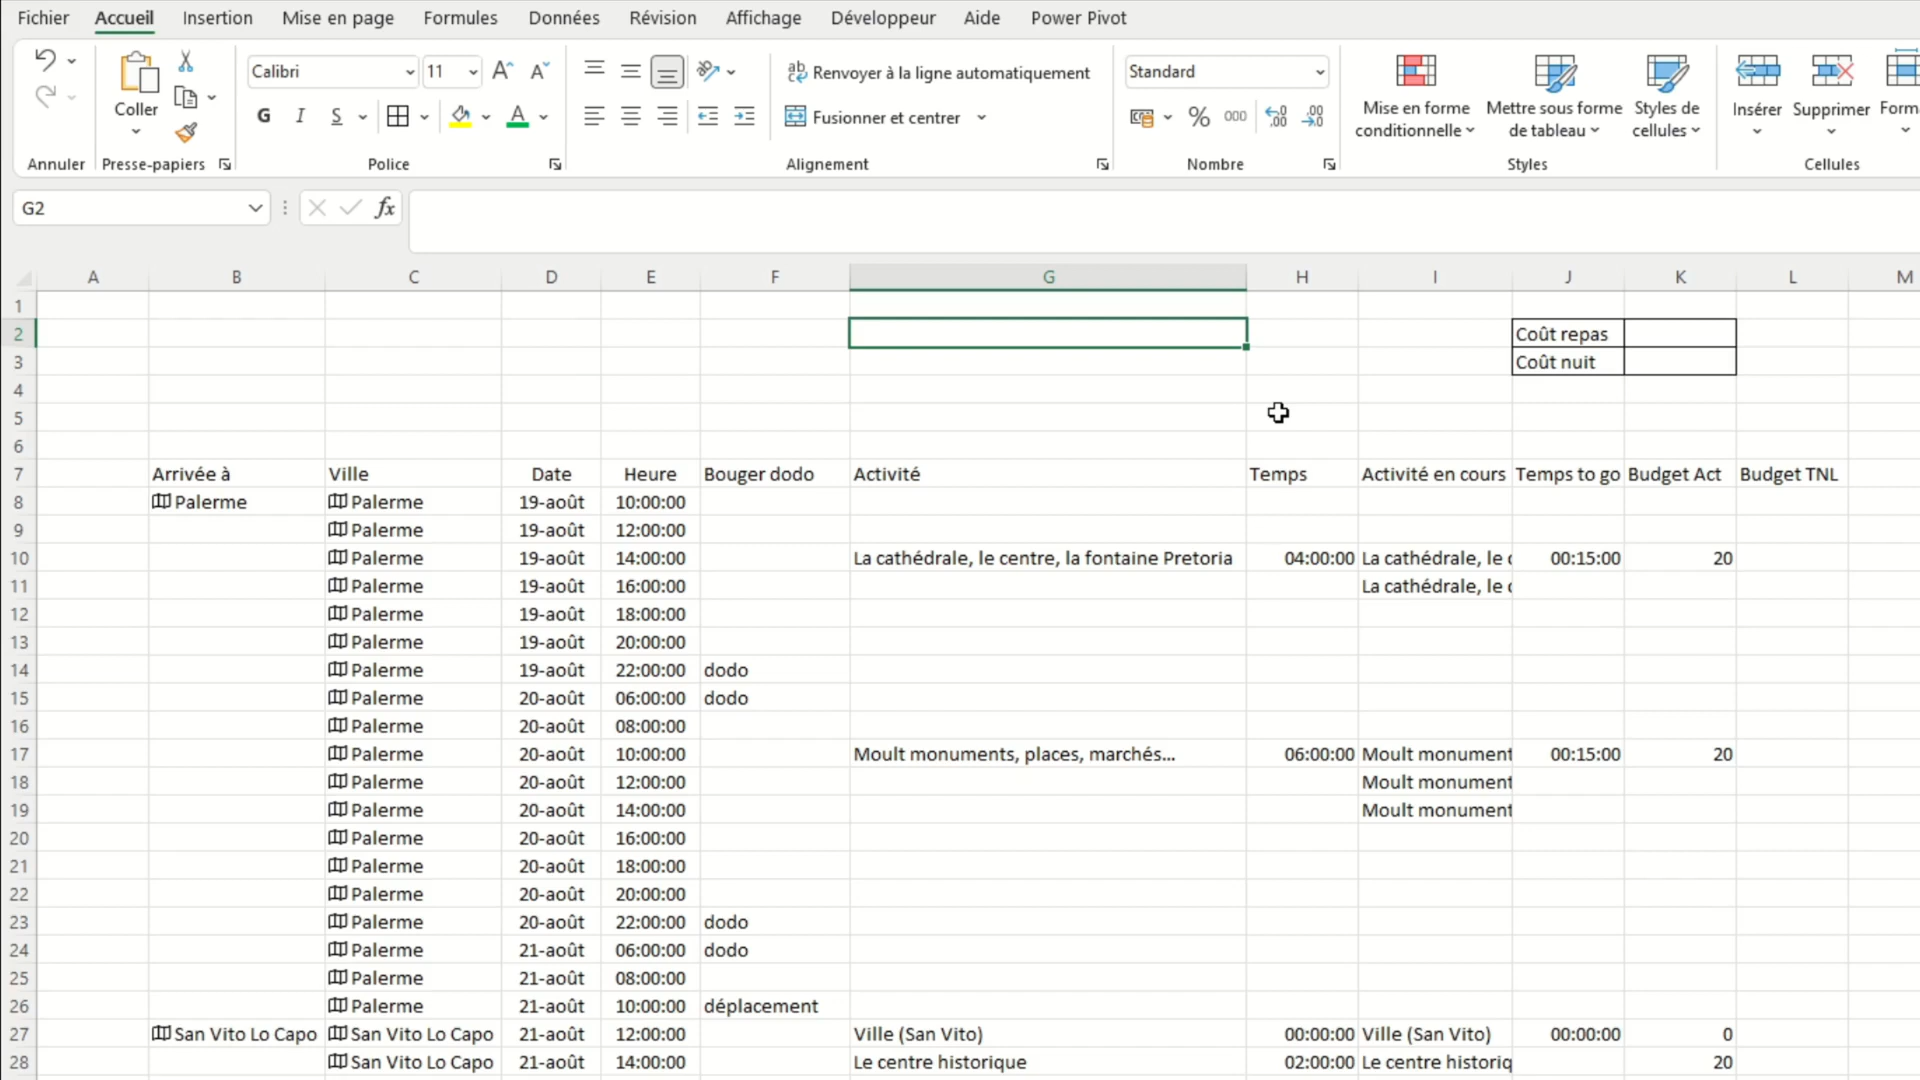 Fichier Accueil Insertion Mise en page Formules Données Révision Affichage Développeur Aide Power Pivot
Calibri 11 Renvoyer à la ligne automatiquement Standard
Coller Mise en forme Mettre sous forme Styles de Insérer Supprimer Form
G I S A Fusionner et centrer % 000 conditionnelle de tableau cellules
Annuler Presse-papiers Police Alignement Nombre Styles Cellules
G2 fx
A B C D E F G H I J K L M
1
2 Coût repas
3 Coût nuit
4
5
6
7 Arrivée à Ville Date Heure Bouger dodo Activité Temps Activité en cours Temps to go Budget Act Budget TNL
8 Palerme Palerme 19-août 10:00:00
9 Palerme 19-août 12:00:00
10 Palerme 19-août 14:00:00 La cathédrale, le centre, la fontaine Pretoria 04:00:00 La cathédrale, le c 00:15:00 20
11 Palerme 19-août 16:00:00 La cathédrale, le c
12 Palerme 19-août 18:00:00
13 Palerme 19-août 20:00:00
14 Palerme 19-août 22:00:00 dodo
15 Palerme 20-août 06:00:00 dodo
16 Palerme 20-août 08:00:00
17 Palerme 20-août 10:00:00 Moult monuments, places, marchés... 06:00:00 Moult monument 00:15:00 20
18 Palerme 20-août 12:00:00 Moult monument
19 Palerme 20-août 14:00:00 Moult monument
20 Palerme 20-août 16:00:00
21 Palerme 20-août 18:00:00
22 Palerme 20-août 20:00:00
23 Palerme 20-août 22:00:00 dodo
24 Palerme 21-août 06:00:00 dodo
25 Palerme 21-août 08:00:00
26 Palerme 21-août 10:00:00 déplacement
27 San Vito Lo Capo San Vito Lo Capo 21-août 12:00:00 Ville (San Vito) 00:00:00 Ville (San Vito) 00:00:00 0
28 San Vito Lo Capo 21-août 14:00:00 Le centre historique 02:00:00 Le centre historiq 20